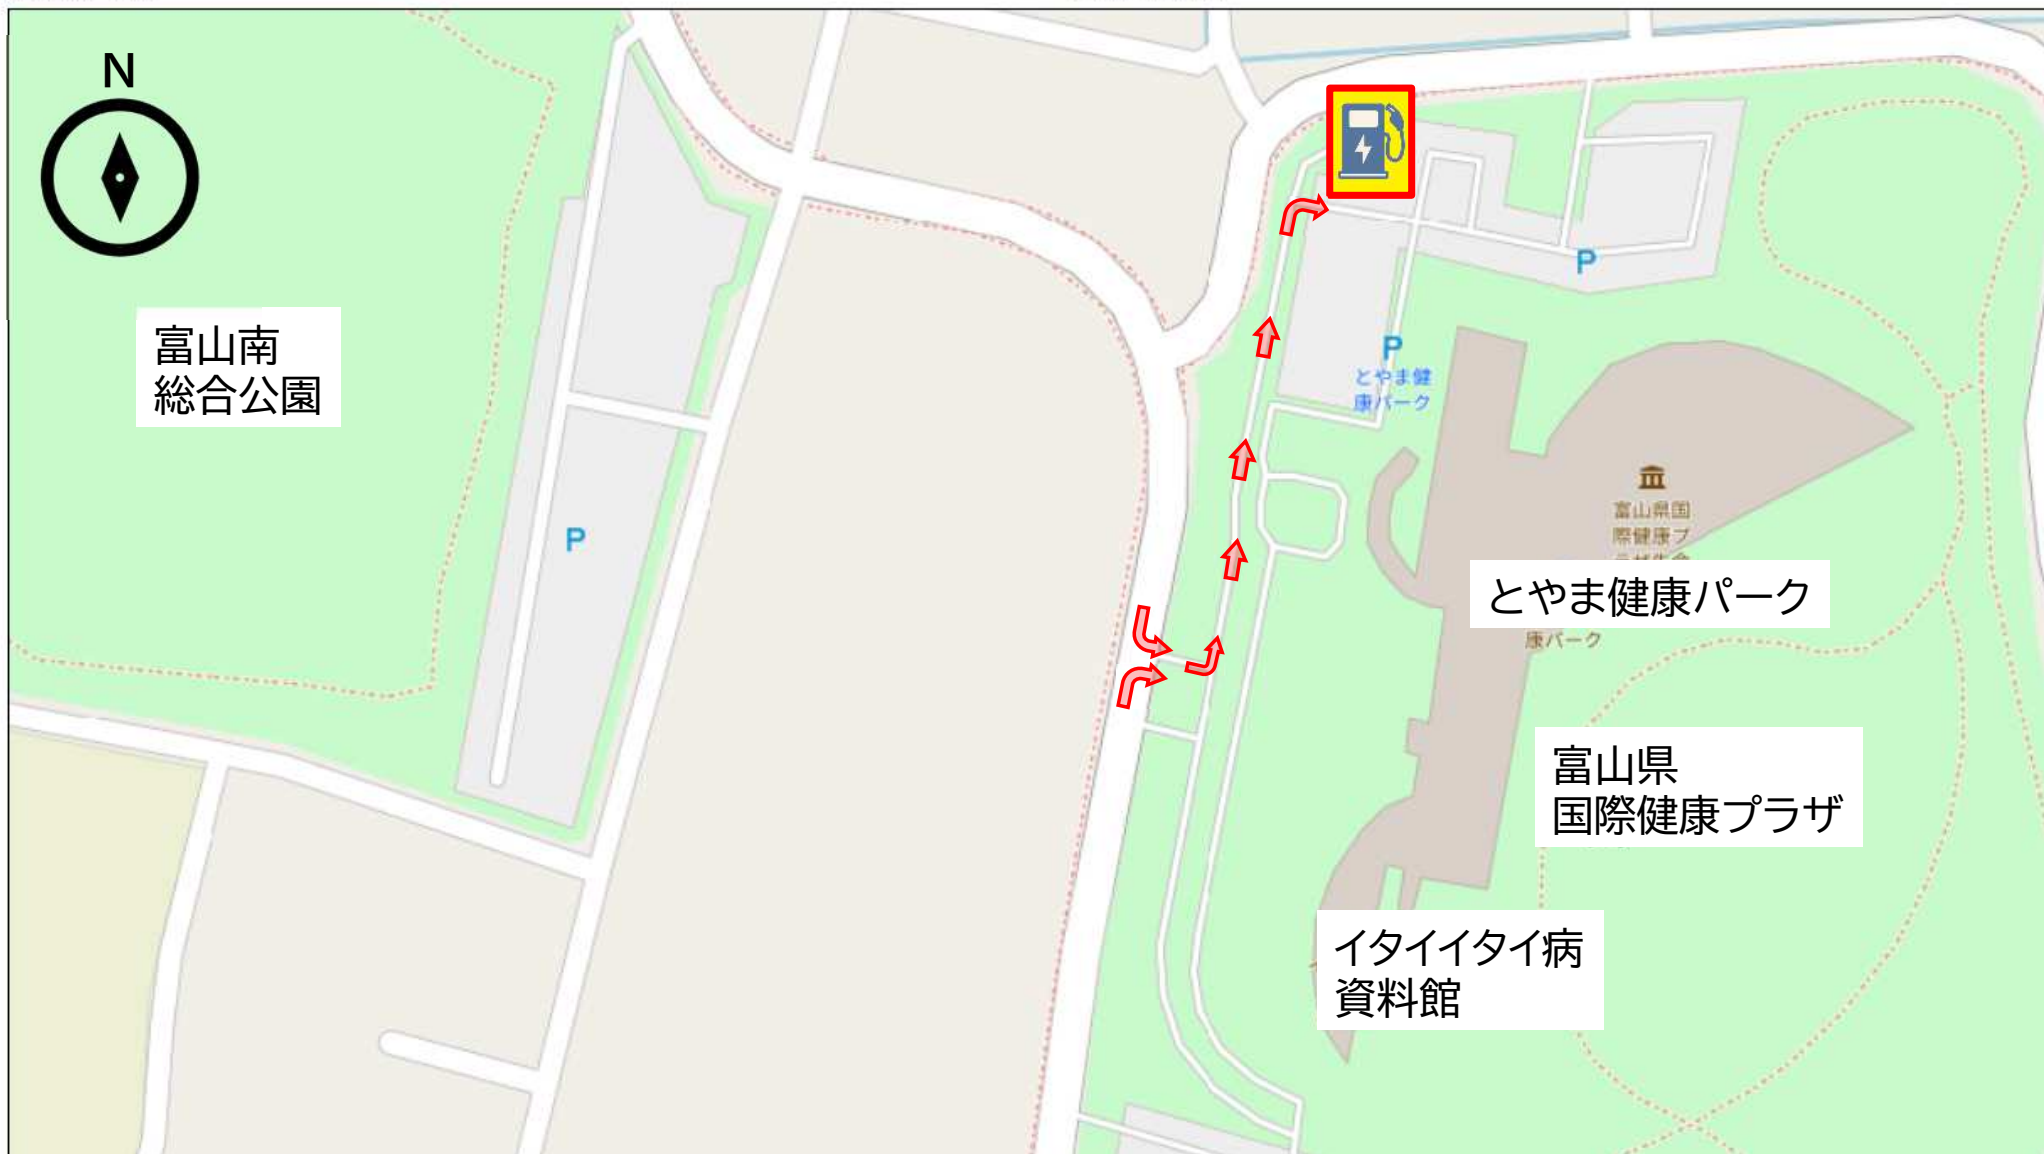 N
富山南
総合公園
P
P
P
とやま健
康パーク
富山県国
際健康プ
とやま健康パーク
康パーク
富山県
国際健康プラザ
イタイイタイ病
資料館